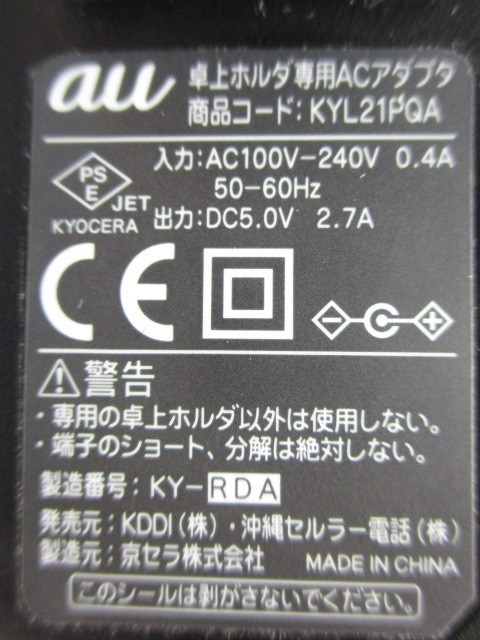 au
卓上ホルダ専用ACアダプタ
商品コード: KYL21PQA
PS
E
JET
KYOCERA
入力: AC100V-240V 0.4A
50-60Hz
出力: DC5.0V 2.7A
CE
警告
・専用の卓上ホルダ以外は使用しない。
・端子のショート、分解は絶対しない。
製造番号: KY-RDA
発売元: KDDI(株)・沖縄セルラー電話(株)
製造元: 京セラ株式会社 MADE IN CHINA
このシールは剥がさないでください